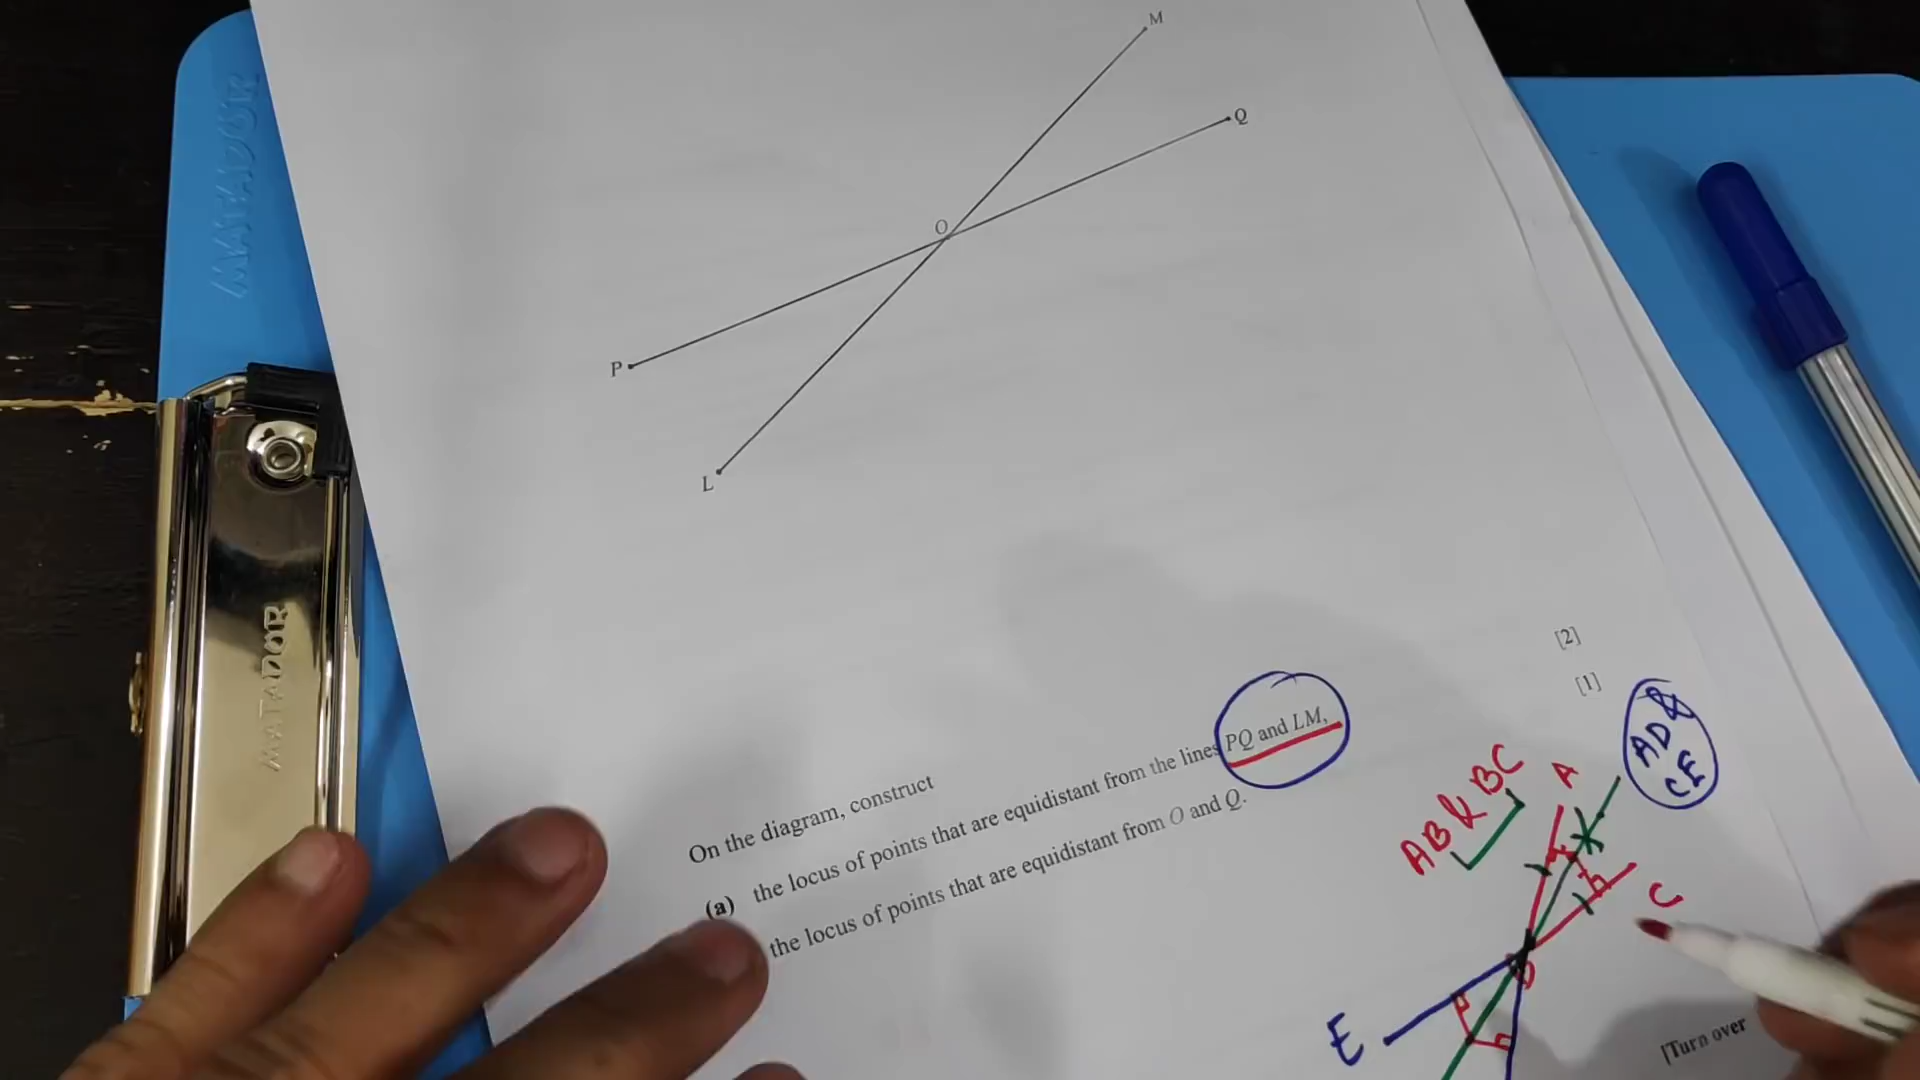 MATADOR
MATADOR
M
Q
O
P
L
[2]
[1]
On the diagram, construct
(a) the locus of points that are equidistant from the lines PQ and LM,
the locus of points that are equidistant from O and Q.
AB & BC
A
AD &
CE
C
B
E
[Turn over